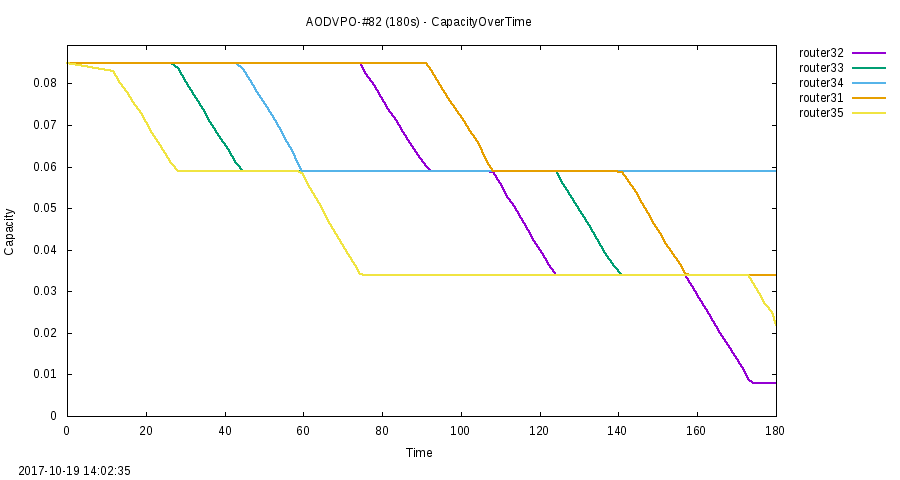 AODVPO-#82 (180s) - CapacityOverTime
router32
router33
router34
router31
router35
0.08
0.07
0.06
0.05
0.04
0.03
0.02
0.01
0
Capacity
0 20 40 60 80 100 120 140 160 180
Time
2017-10-19 14:02:35